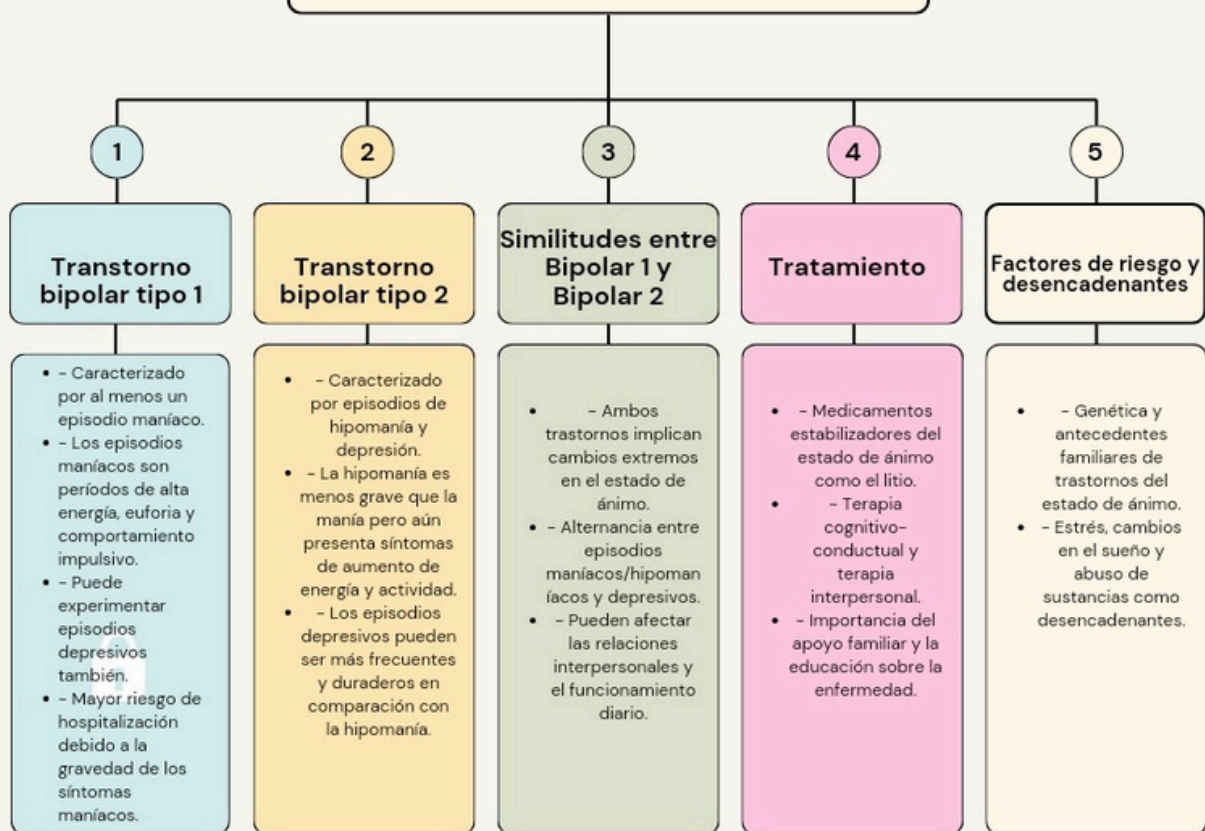 1
Transtorno
bipolar tipo 1
• - Caracterizado
por al menos un
episodio maníaco.
• - Los episodios
maníacos son
períodos de alta
energía, euforia y
comportamiento
impulsivo.
• - Puede
experimentar
episodios
depresivos
también.
• - Mayor riesgo de
hospitalización
debido a la
gravedad de los
síntomas
maníacos.
2
Transtorno
bipolar tipo 2
• - Caracterizado
por episodios de
hipomanía y
depresión.
• - La hipomanía es
menos grave que la
manía pero aún
presenta síntomas
de aumento de
energía y actividad.
• - Los episodios
depresivos pueden
ser más frecuentes
y duraderos en
comparación con
la hipomanía.
3
Similitudes entre
Bipolar 1 y
Bipolar 2
• - Ambos
trastornos implican
cambios extremos
en el estado de
ánimo.
• - Alternancia entre
episodios
maníacos/hipoman
íacos y depresivos.
• - Pueden afectar
las relaciones
interpersonales y
el funcionamiento
diario.
4
Tratamiento
• - Medicamentos
estabilizadores del
estado de ánimo
como el litio.
• - Terapia
cognitivo-
conductual y
terapia
interpersonal.
• - Importancia del
apoyo familiar y la
educación sobre la
enfermedad.
5
Factores de riesgo y
desencadenantes
• - Genética y
antecedentes
familiares de
trastornos del
estado de ánimo.
• - Estrés, cambios
en el sueño y
abuso de
sustancias como
desencadenantes.